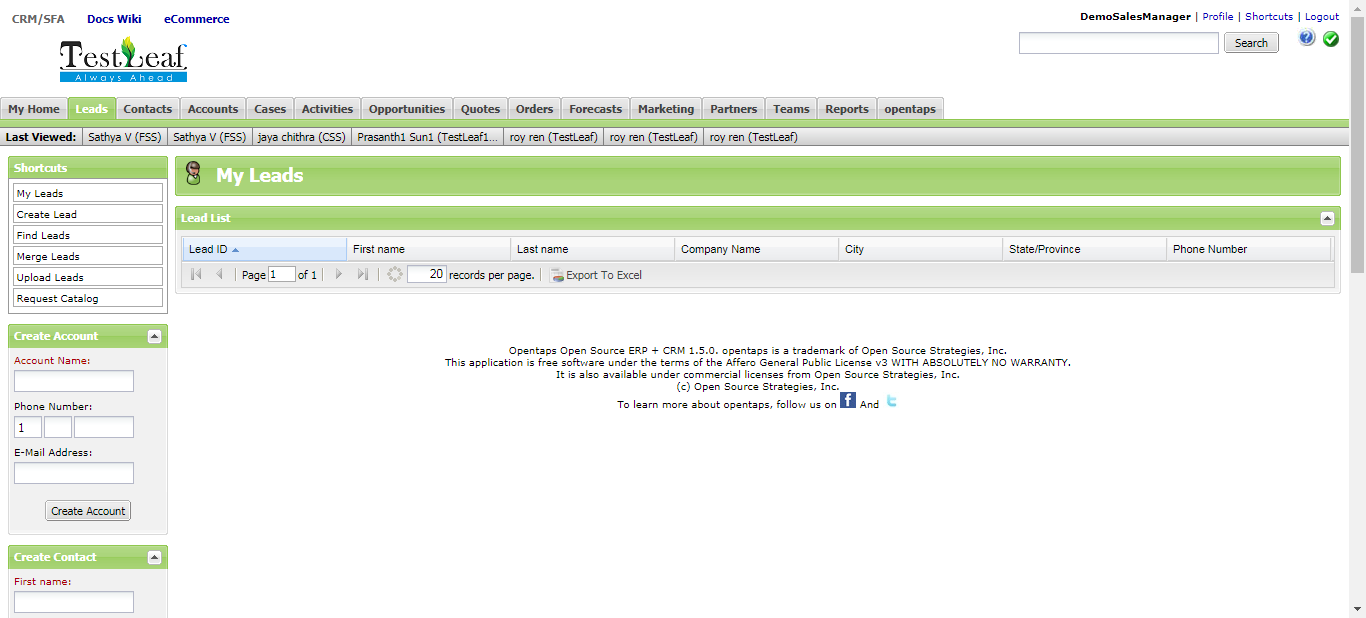 CRM/SFA Docs Wiki eCommerce
DemoSalesManager | Profile | Shortcuts | Logout
TestLeaf
Always Ahead
Search
My Home Leads Contacts Accounts Cases Activities Opportunities Quotes Orders Forecasts Marketing Partners Teams Reports opentaps
Last Viewed: Sathya V (FSS) Sathya V (FSS) jaya chithra (CSS) Prasanth1 Sun1 (TestLeaf1... roy ren (TestLeaf) roy ren (TestLeaf) roy ren (TestLeaf)
Shortcuts
My Leads
Create Lead
Find Leads
Merge Leads
Upload Leads
Request Catalog
Create Account
Account Name:
Phone Number:
1
E-Mail Address:
Create Account
Create Contact
First name:
My Leads
Lead List
Lead ID First name Last name Company Name City State/Province Phone Number
Page 1 of 1 20 records per page. Export To Excel
Opentaps Open Source ERP + CRM 1.5.0. opentaps is a trademark of Open Source Strategies, Inc.
This application is free software under the terms of the Affero General Public License v3 WITH ABSOLUTELY NO WARRANTY.
It is also available under commercial licenses from Open Source Strategies, Inc.
(c) Open Source Strategies, Inc.
To learn more about opentaps, follow us on f And t